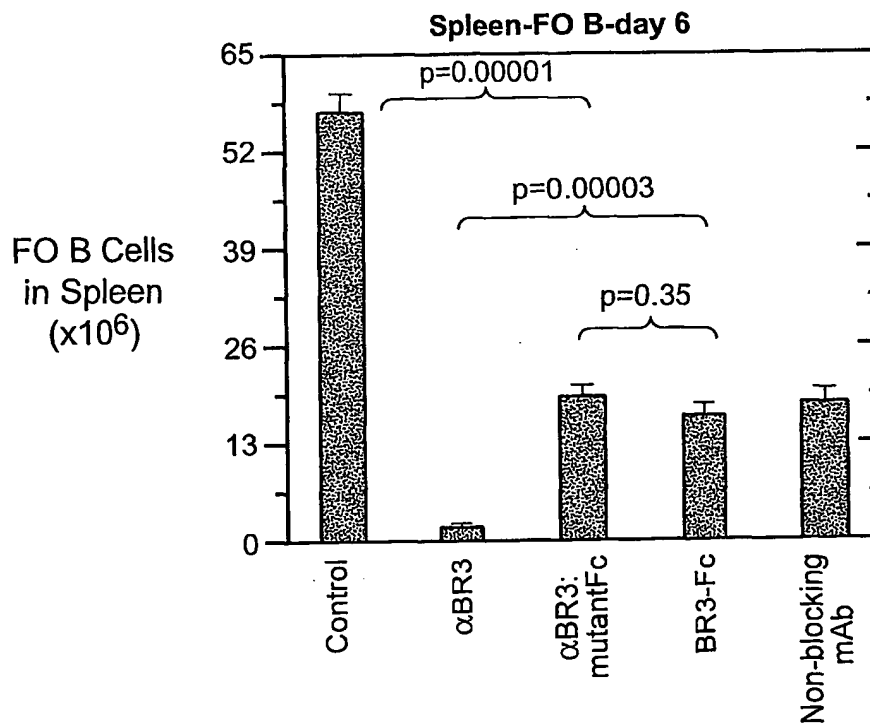 Spleen-FO B-day 6
65
52
39
26
13
0
FO B Cells
in Spleen
(x10⁶)
p=0.00001
p=0.00003
p=0.35
Control
αBR3
αBR3:
mutantFc
BR3-Fc
Non-blocking
mAb